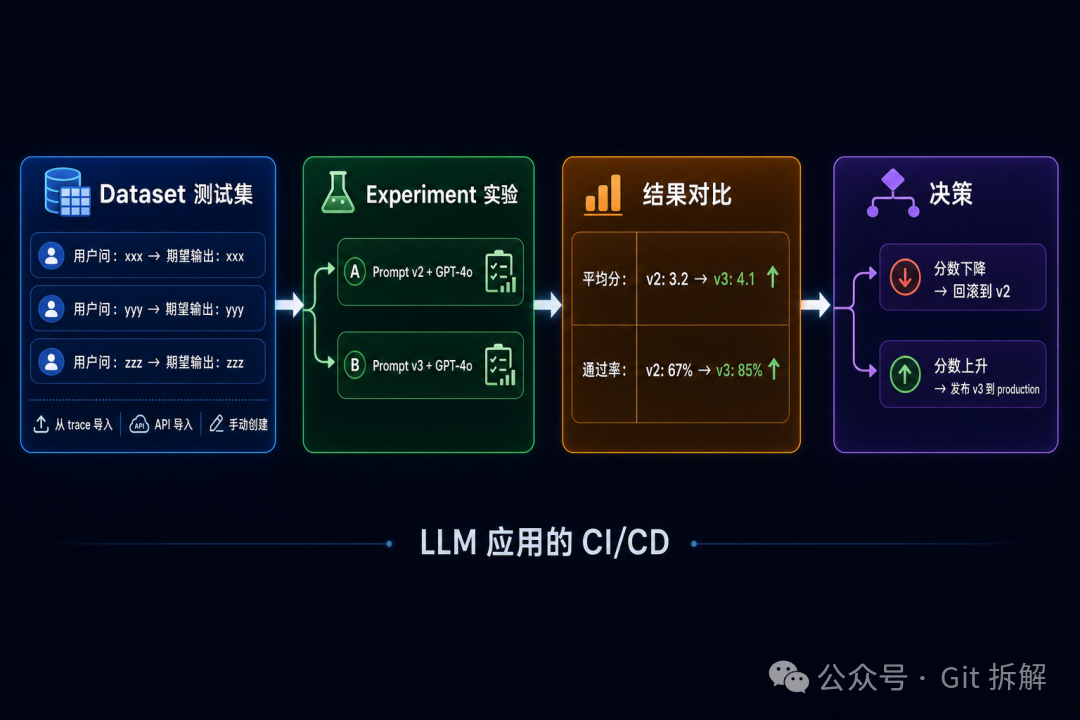 Dataset 测试集
用户问：xxx → 期望输出：xxx
用户问：yyy → 期望输出：yyy
用户问：zzz → 期望输出：zzz
从 trace 导入
API
API 导入
手动创建
Experiment 实验
A
Prompt v2 + GPT-4o
B
Prompt v3 + GPT-4o
结果对比
平均分：
v2: 3.2 → v3: 4.1 ↑
通过率：
v2: 67% → v3: 85% ↑
决策
分数下降
→ 回滚到 v2
分数上升
→ 发布 v3 到 production
LLM 应用的 CI/CD
公众号 · Git 拆解